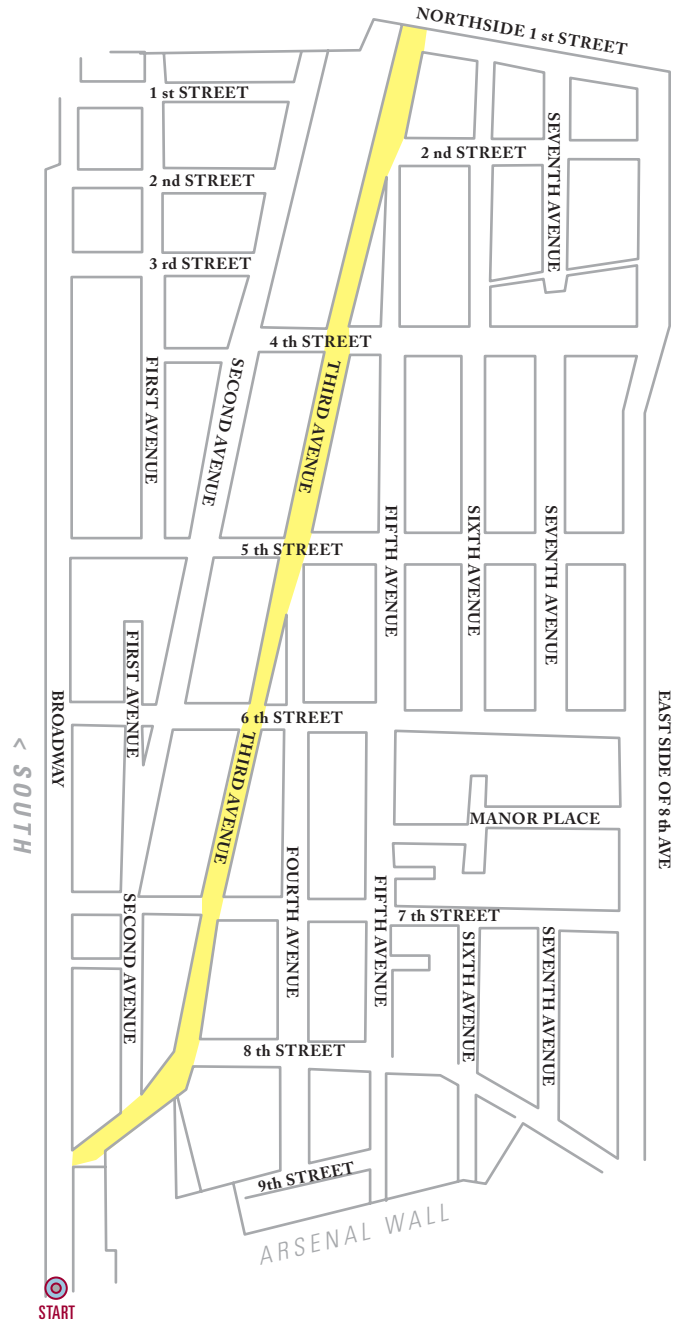 NORTHSIDE 1 st STREET
1 st STREET
2 nd STREET
2 nd STREET
SEVENTH AVENUE
3 rd STREET
4 th STREET
FIRST AVENUE
SECOND AVENUE
THIRD AVENUE
FIFTH AVENUE
SIXTH AVENUE
SEVENTH AVENUE
5 th STREET
FIRST AVENUE
BROADWAY
EAST SIDE OF 8 th AVE
6 th STREET
THIRD AVENUE
> SOUTH
MANOR PLACE
FOURTH AVENUE
FIFTH AVENUE
SECOND AVENUE
7 th STREET
SIXTH AVENUE
SEVENTH AVENUE
8 th STREET
9th STREET
ARSENAL WALL
START